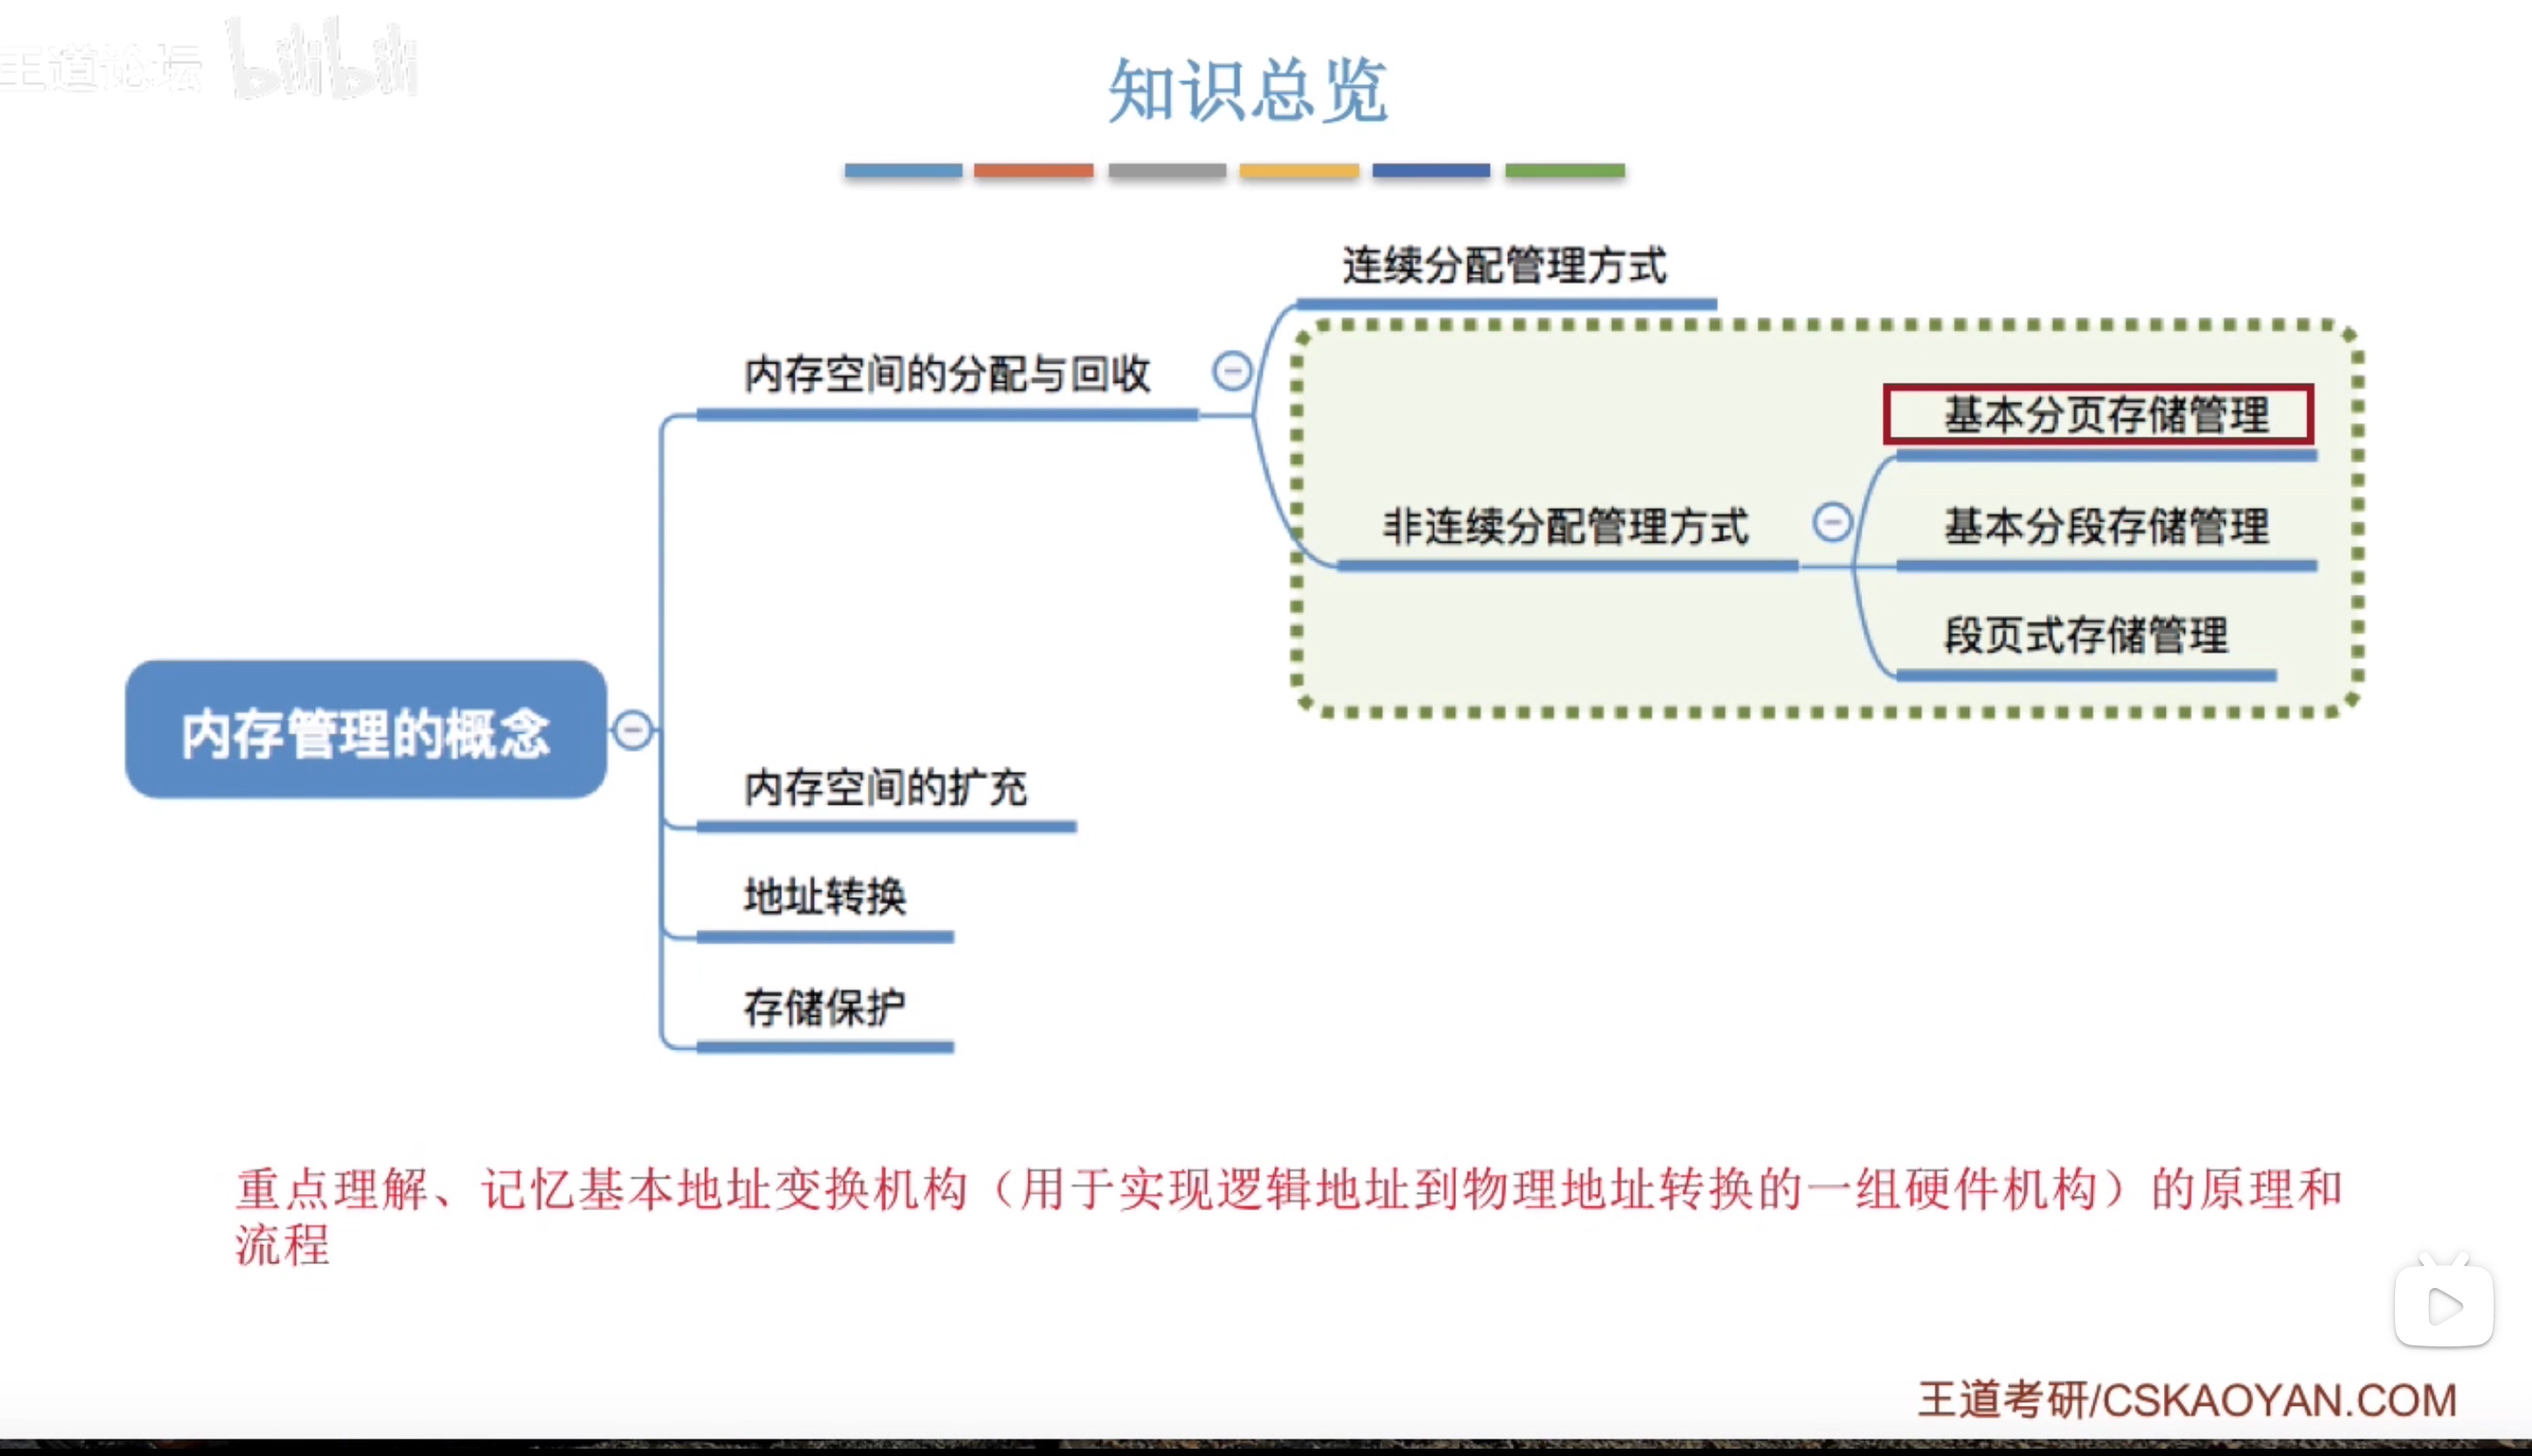 王道论坛 bilibili
知识总览
连续分配管理方式
内存空间的分配与回收
基本分页存储管理
非连续分配管理方式
基本分段存储管理
段页式存储管理
内存管理的概念
内存空间的扩充
地址转换
存储保护
重点理解、记忆基本地址变换机构（用于实现逻辑地址到物理地址转换的一组硬件机构）的原理和
流程
王道考研/CSKAOYAN.COM